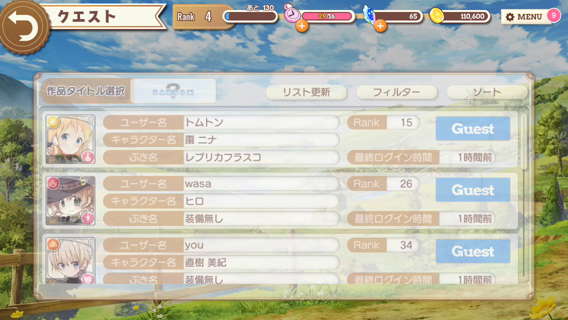 クエスト Rank 4 あと 130 29/16 65 110,600 MENU 9
作品タイトル選択 リスト更新 フィルター ソート
ユーザー名 トムトン Rank 15 Guest
キャラクター名 棗 ニナ
ぶき名 レプリカフラスコ 最終ログイン時間 1時間前
ユーザー名 wasa Rank 26 Guest
キャラクター名 ヒロ
ぶき名 装備無し 最終ログイン時間 1時間前
ユーザー名 you Rank 34 Guest
キャラクター名 直樹 美紀
ぶき名 装備無し 最終ログイン時間 1時間前